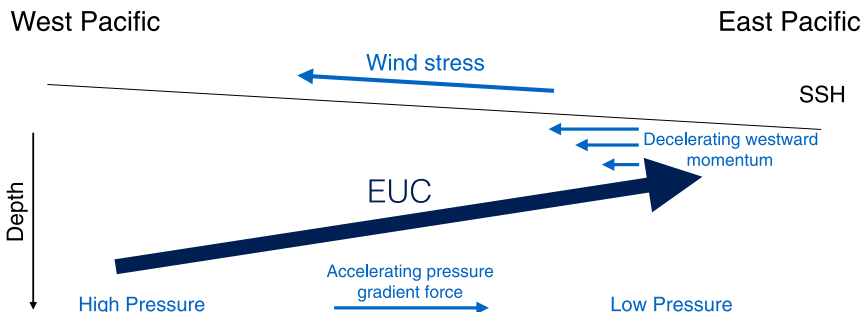 West Pacific
East Pacific
Wind stress
SSH
Decelerating westward
momentum
EUC
Depth
Accelerating pressure
gradient force
High Pressure
Low Pressure